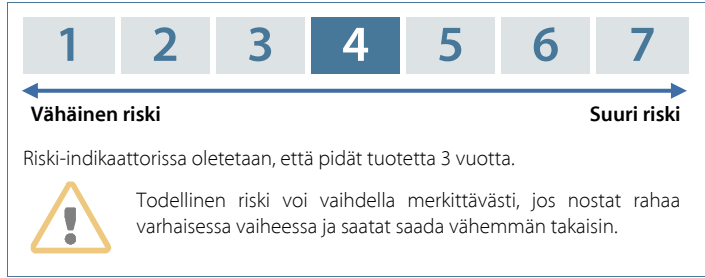 1 2 3 4 5 6 7
Vähäinen riski Suuri riski
Riski-indikaattorissa oletetaan, että pidät tuotetta 3 vuotta.
Todellinen riski voi vaihdella merkittävästi, jos nostat rahaa
varhaisessa vaiheessa ja saatat saada vähemmän takaisin.